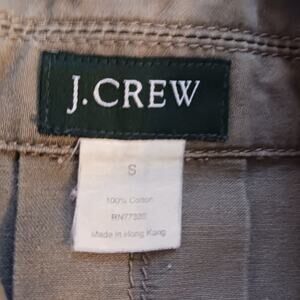 J.CREW
S
100% Cotton
RN77388
Made in Hong Kong